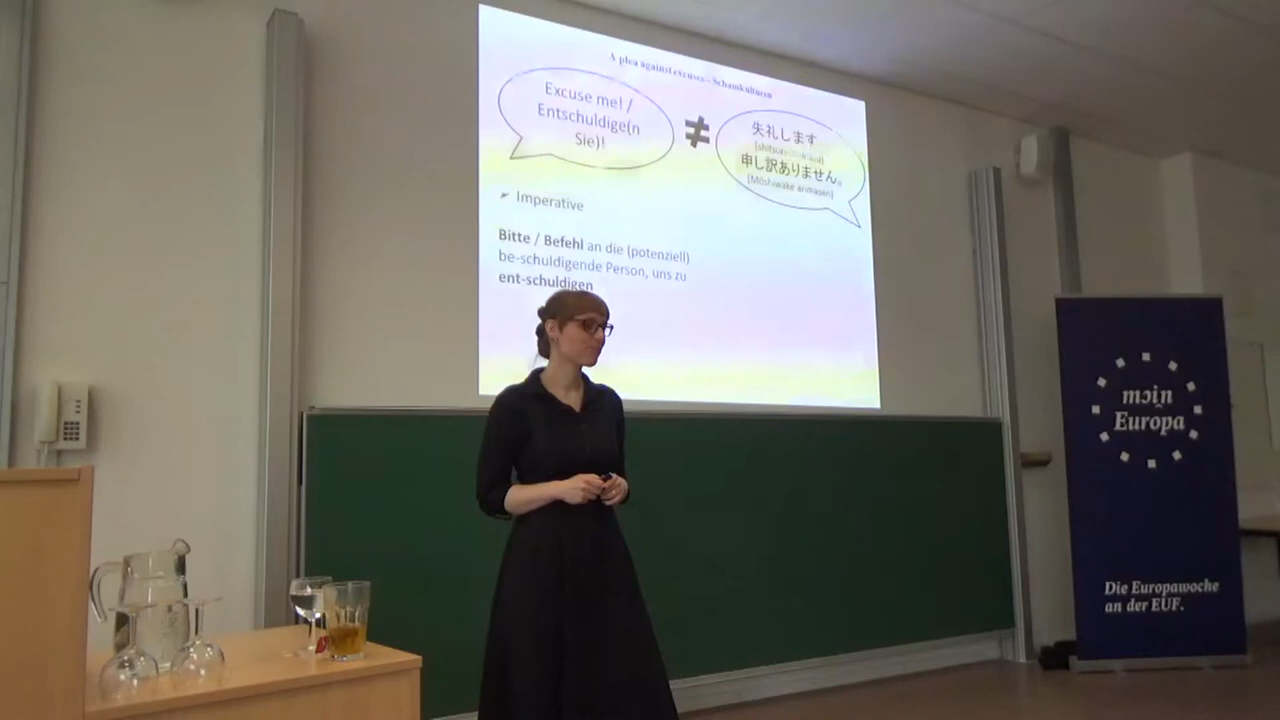 A plea against excuses – Schamkulturen
Excuse me! /
Entschuldige(n
Sie)!
≠
失礼します
申し訳ありません。
(Mōshiwake arimasen)
➤ Imperative
Bitte / Befehl an die (potenziell)
be-schuldigende Person, uns zu
ent-schuldigen
moin
Europa
Die Europawoche
an der EUF.